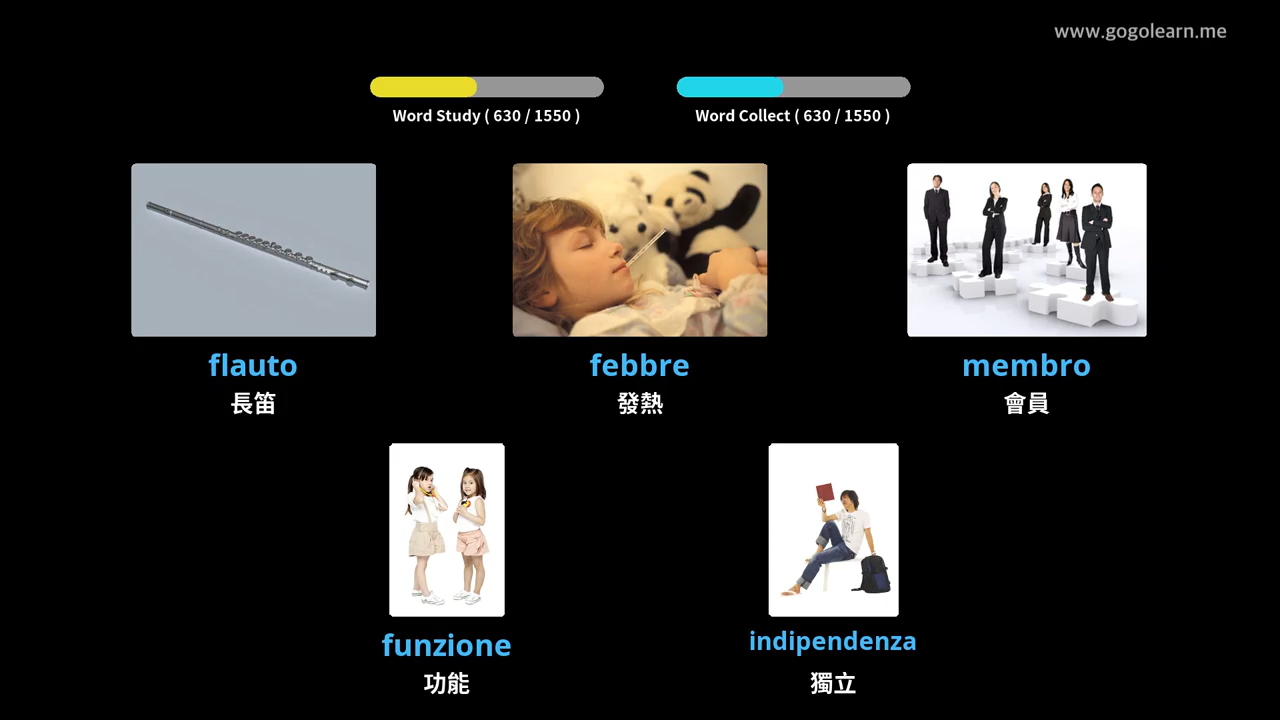 www.gogolearn.me
Word Study ( 630 / 1550 )
Word Collect ( 630 / 1550 )
flauto
長笛
febbre
發熱
membro
會員
funzione
功能
indipendenza
獨立